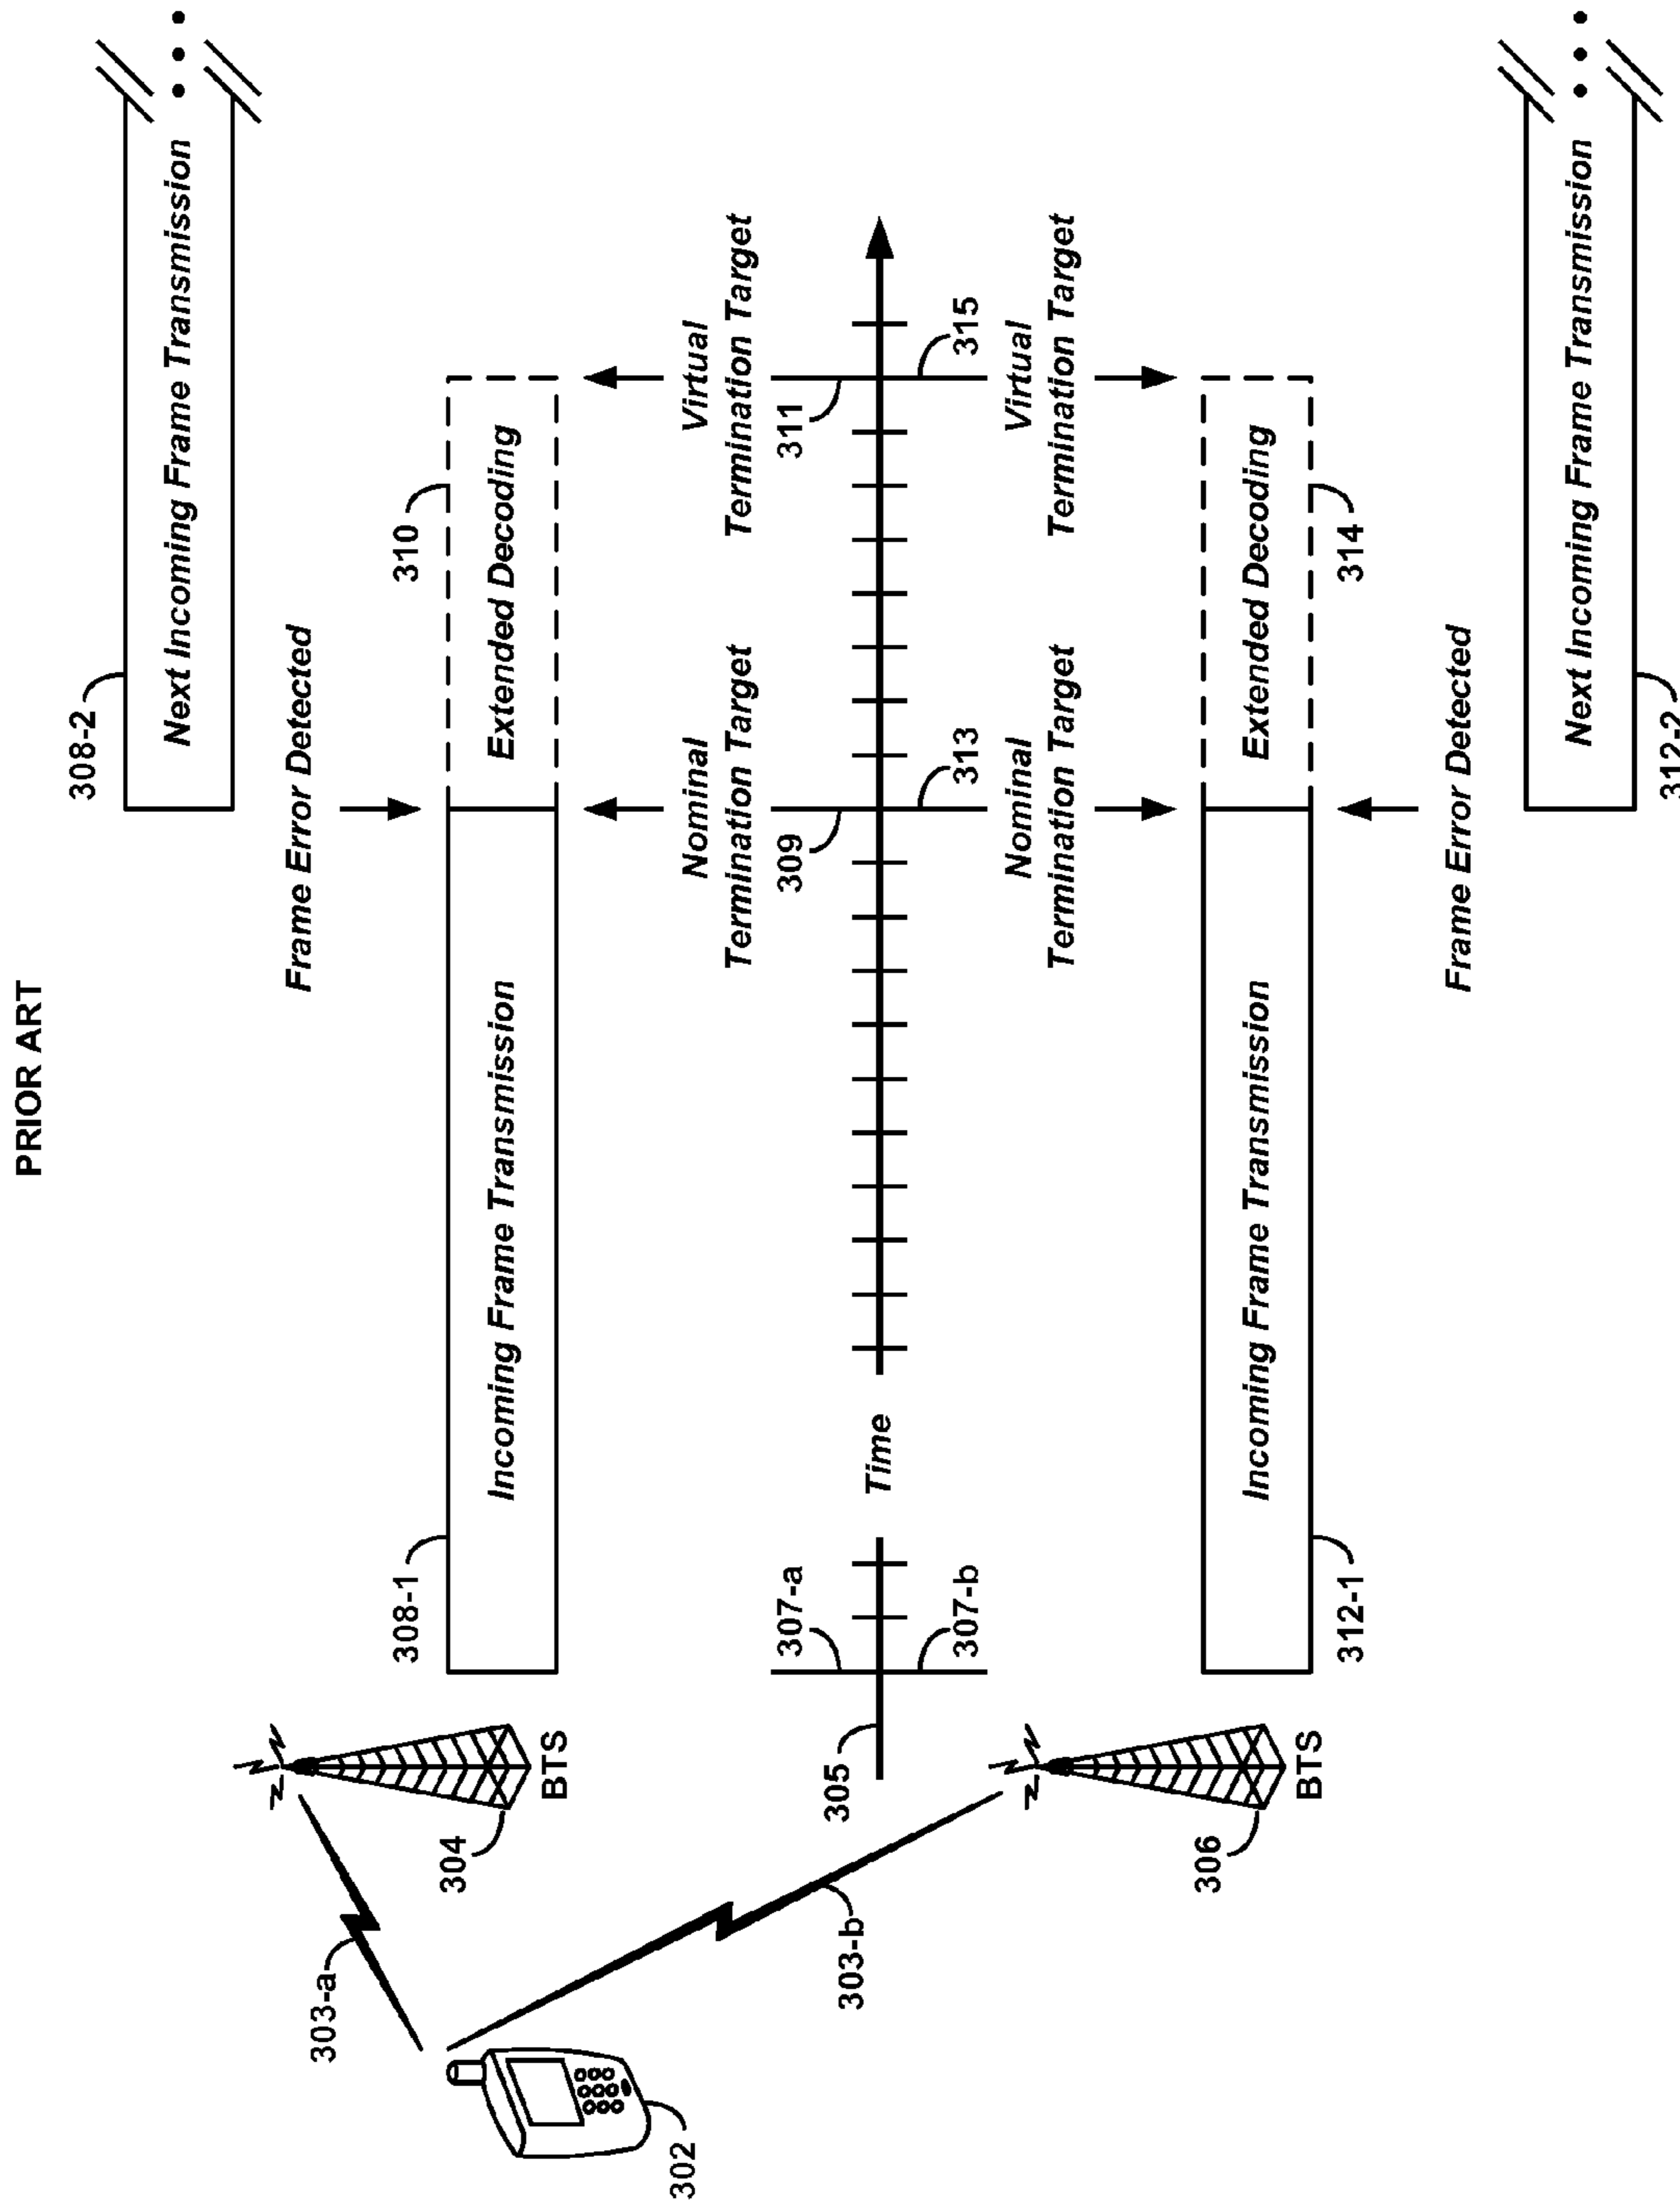 PRIOR ART
308-2
Next Incoming Frame Transmission
Frame Error Detected
303-a
304
BTS
308-1
Incoming Frame Transmission
310
Extended Decoding
Nominal
Termination Target
Virtual
Termination Target
307-a
309
311
305
Time
307-b
313
315
Nominal
Termination Target
Virtual
Termination Target
302
303-b
306
BTS
Incoming Frame Transmission
Extended Decoding
312-1
314
Frame Error Detected
Next Incoming Frame Transmission
312-2